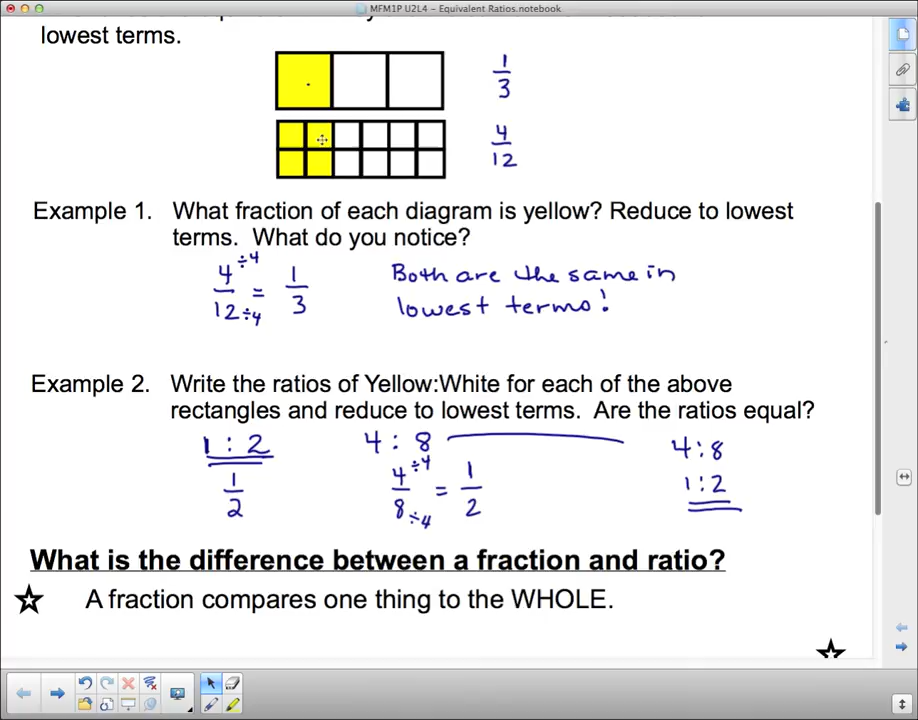 MFM1P U2L4 – Equivalent Ratios.notebook
lowest terms.
1/3
4/12
Example 1. What fraction of each diagram is yellow? Reduce to lowest
terms. What do you notice?
4÷4 / 12÷4 = 1/3
Both are the same in
lowest terms!
Example 2. Write the ratios of Yellow:White for each of the above
rectangles and reduce to lowest terms. Are the ratios equal?
1 : 2
1/2
4 : 8
4÷4 / 8÷4 = 1/2
4:8
1:2
What is the difference between a fraction and ratio?
A fraction compares one thing to the WHOLE.